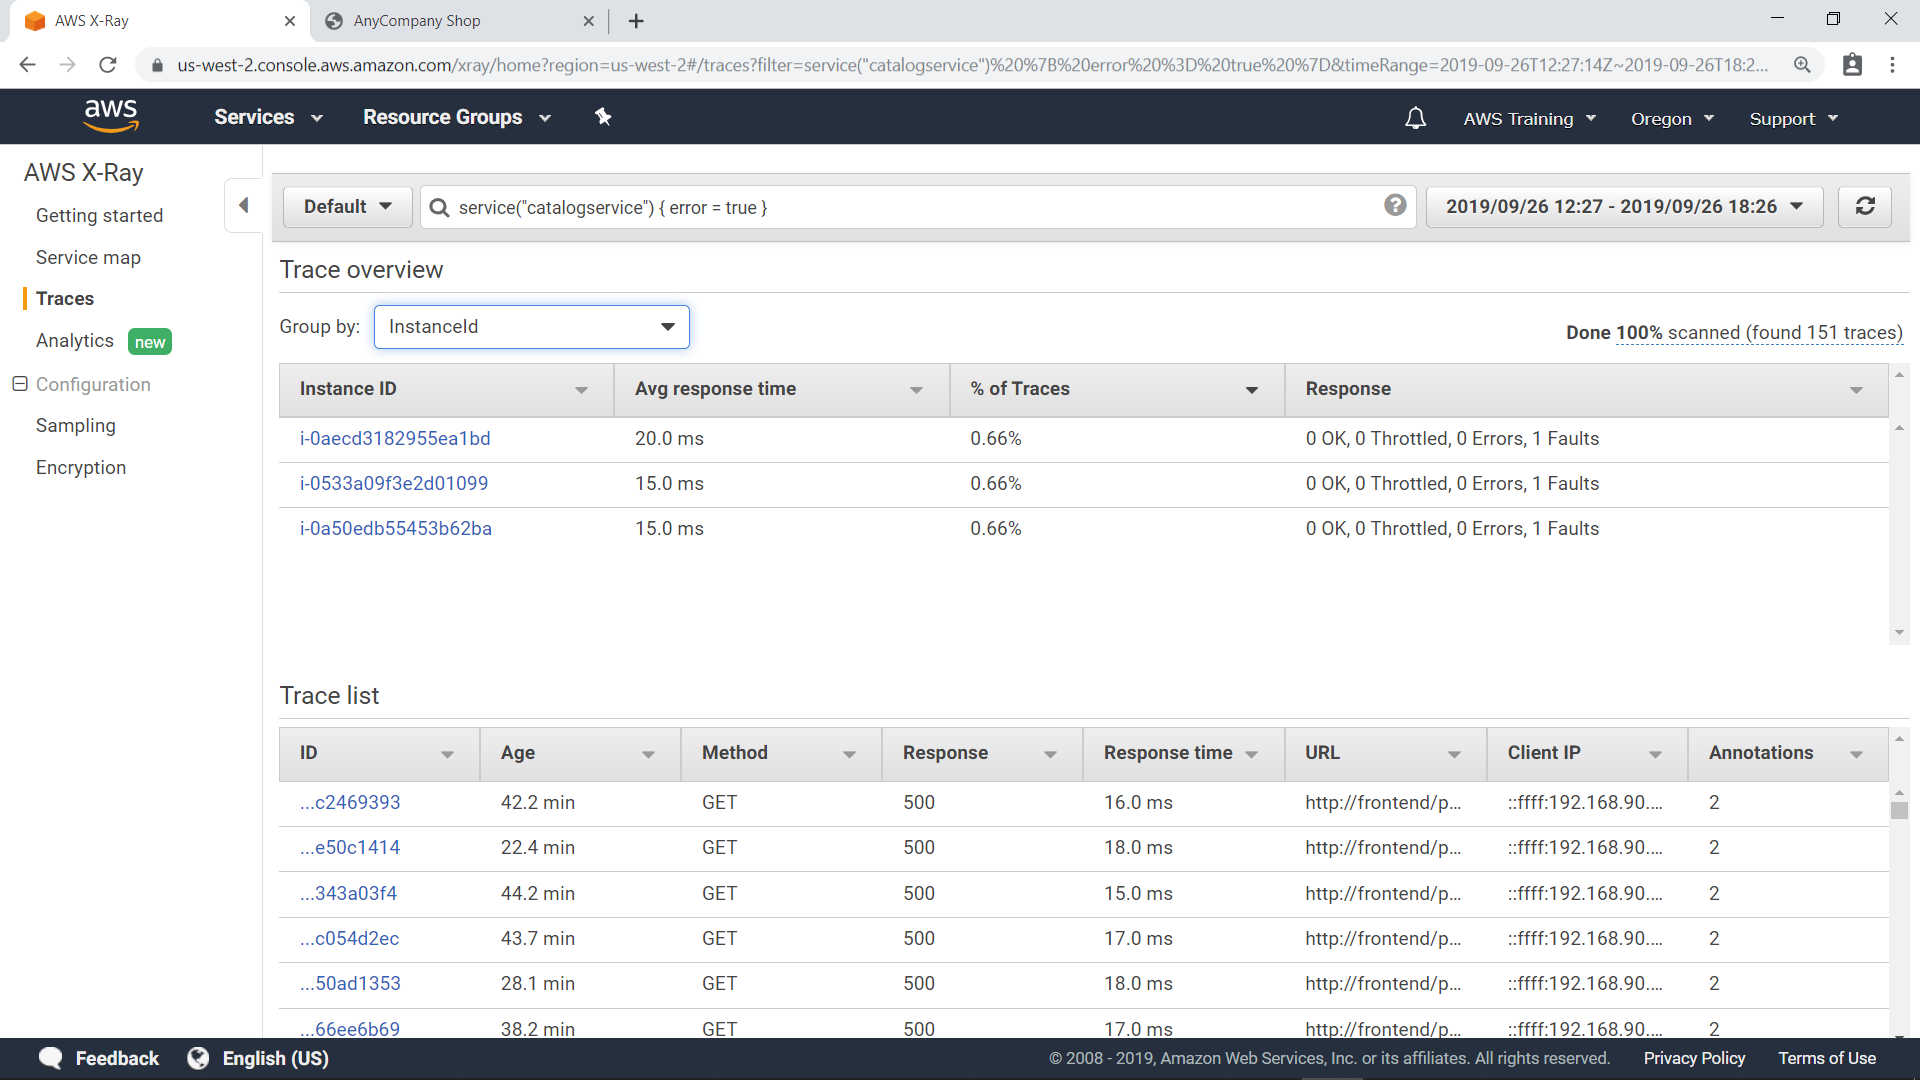 AWS X-Ray
AnyCompany Shop
us-west-2.console.aws.amazon.com/xray/home?region=us-west-2#/traces?filter=service("catalogservice")%20%7B%20error%20%3D%20true%20%7D&timeRange=2019-09-26T12:27:14Z~2019-09-26T18:2...
aws
Services
Resource Groups
AWS Training
Oregon
Support
AWS X-Ray
Getting started
Service map
Traces
Analytics new
Configuration
Sampling
Encryption
Default
service("catalogservice") { error = true }
2019/09/26 12:27 - 2019/09/26 18:26
Trace overview
Group by: InstanceId
Done 100% scanned (found 151 traces)
Instance ID Avg response time % of Traces Response
i-0aecd3182955ea1bd 20.0 ms 0.66% 0 OK, 0 Throttled, 0 Errors, 1 Faults
i-0533a09f3e2d01099 15.0 ms 0.66% 0 OK, 0 Throttled, 0 Errors, 1 Faults
i-0a50edb55453b62ba 15.0 ms 0.66% 0 OK, 0 Throttled, 0 Errors, 1 Faults
Trace list
ID Age Method Response Response time URL Client IP Annotations
...c2469393 42.2 min GET 500 16.0 ms http://frontend/p... ::ffff:192.168.90.... 2
...e50c1414 22.4 min GET 500 18.0 ms http://frontend/p... ::ffff:192.168.90.... 2
...343a03f4 44.2 min GET 500 15.0 ms http://frontend/p... ::ffff:192.168.90.... 2
...c054d2ec 43.7 min GET 500 17.0 ms http://frontend/p... ::ffff:192.168.90.... 2
...50ad1353 28.1 min GET 500 18.0 ms http://frontend/p... ::ffff:192.168.90.... 2
...66ee6b69 38.2 min GET 500 17.0 ms http://frontend/p... ::ffff:192.168.90.... 2
Feedback
English (US)
© 2008 - 2019, Amazon Web Services, Inc. or its affiliates. All rights reserved.
Privacy Policy
Terms of Use